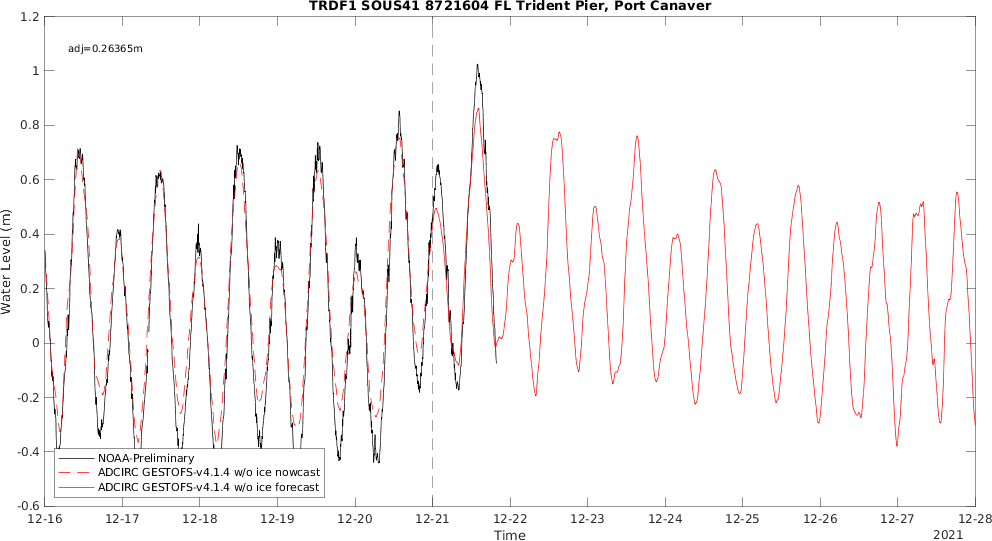 TRDF1 SOUS41 8721604 FL Trident Pier, Port Canaver
adj=0.26365m
1.2
1
0.8
0.6
0.4
0.2
0
-0.2
-0.4
-0.6
Water Level (m)
NOAA-Preliminary
ADCIRC GESTOFS-v4.1.4 w/o ice nowcast
ADCIRC GESTOFS-v4.1.4 w/o ice forecast
12-16 12-17 12-18 12-19 12-20 12-21 12-22 12-23 12-24 12-25 12-26 12-27 12-28
Time
2021